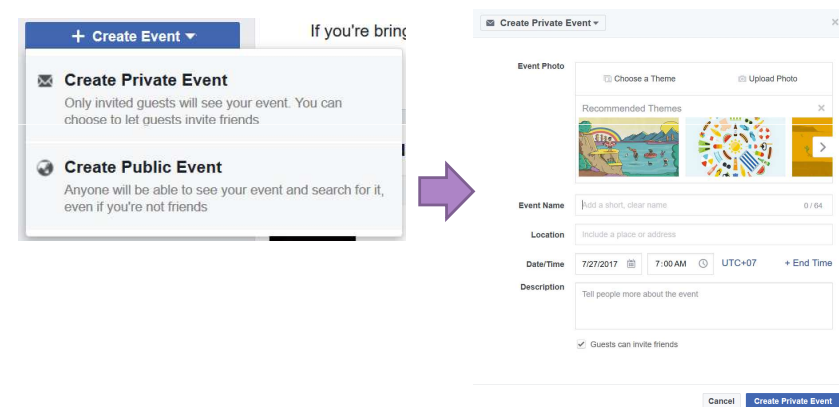 + Create Event
If you're bring
Create Private Event
Only invited guests will see your event. You can
choose to let guests invite friends
Create Public Event
Anyone will be able to see your event and search for it,
even if you're not friends
Create Private Event
Event Photo
Choose a Theme
Upload Photo
Recommended Themes
Event Name
Add a short, clear name
0 / 64
Location
Include a place or address
Date/Time
7/27/2017
7:00 AM
UTC+07
+ End Time
Description
Tell people more about the event
Guests can invite friends
Cancel
Create Private Event